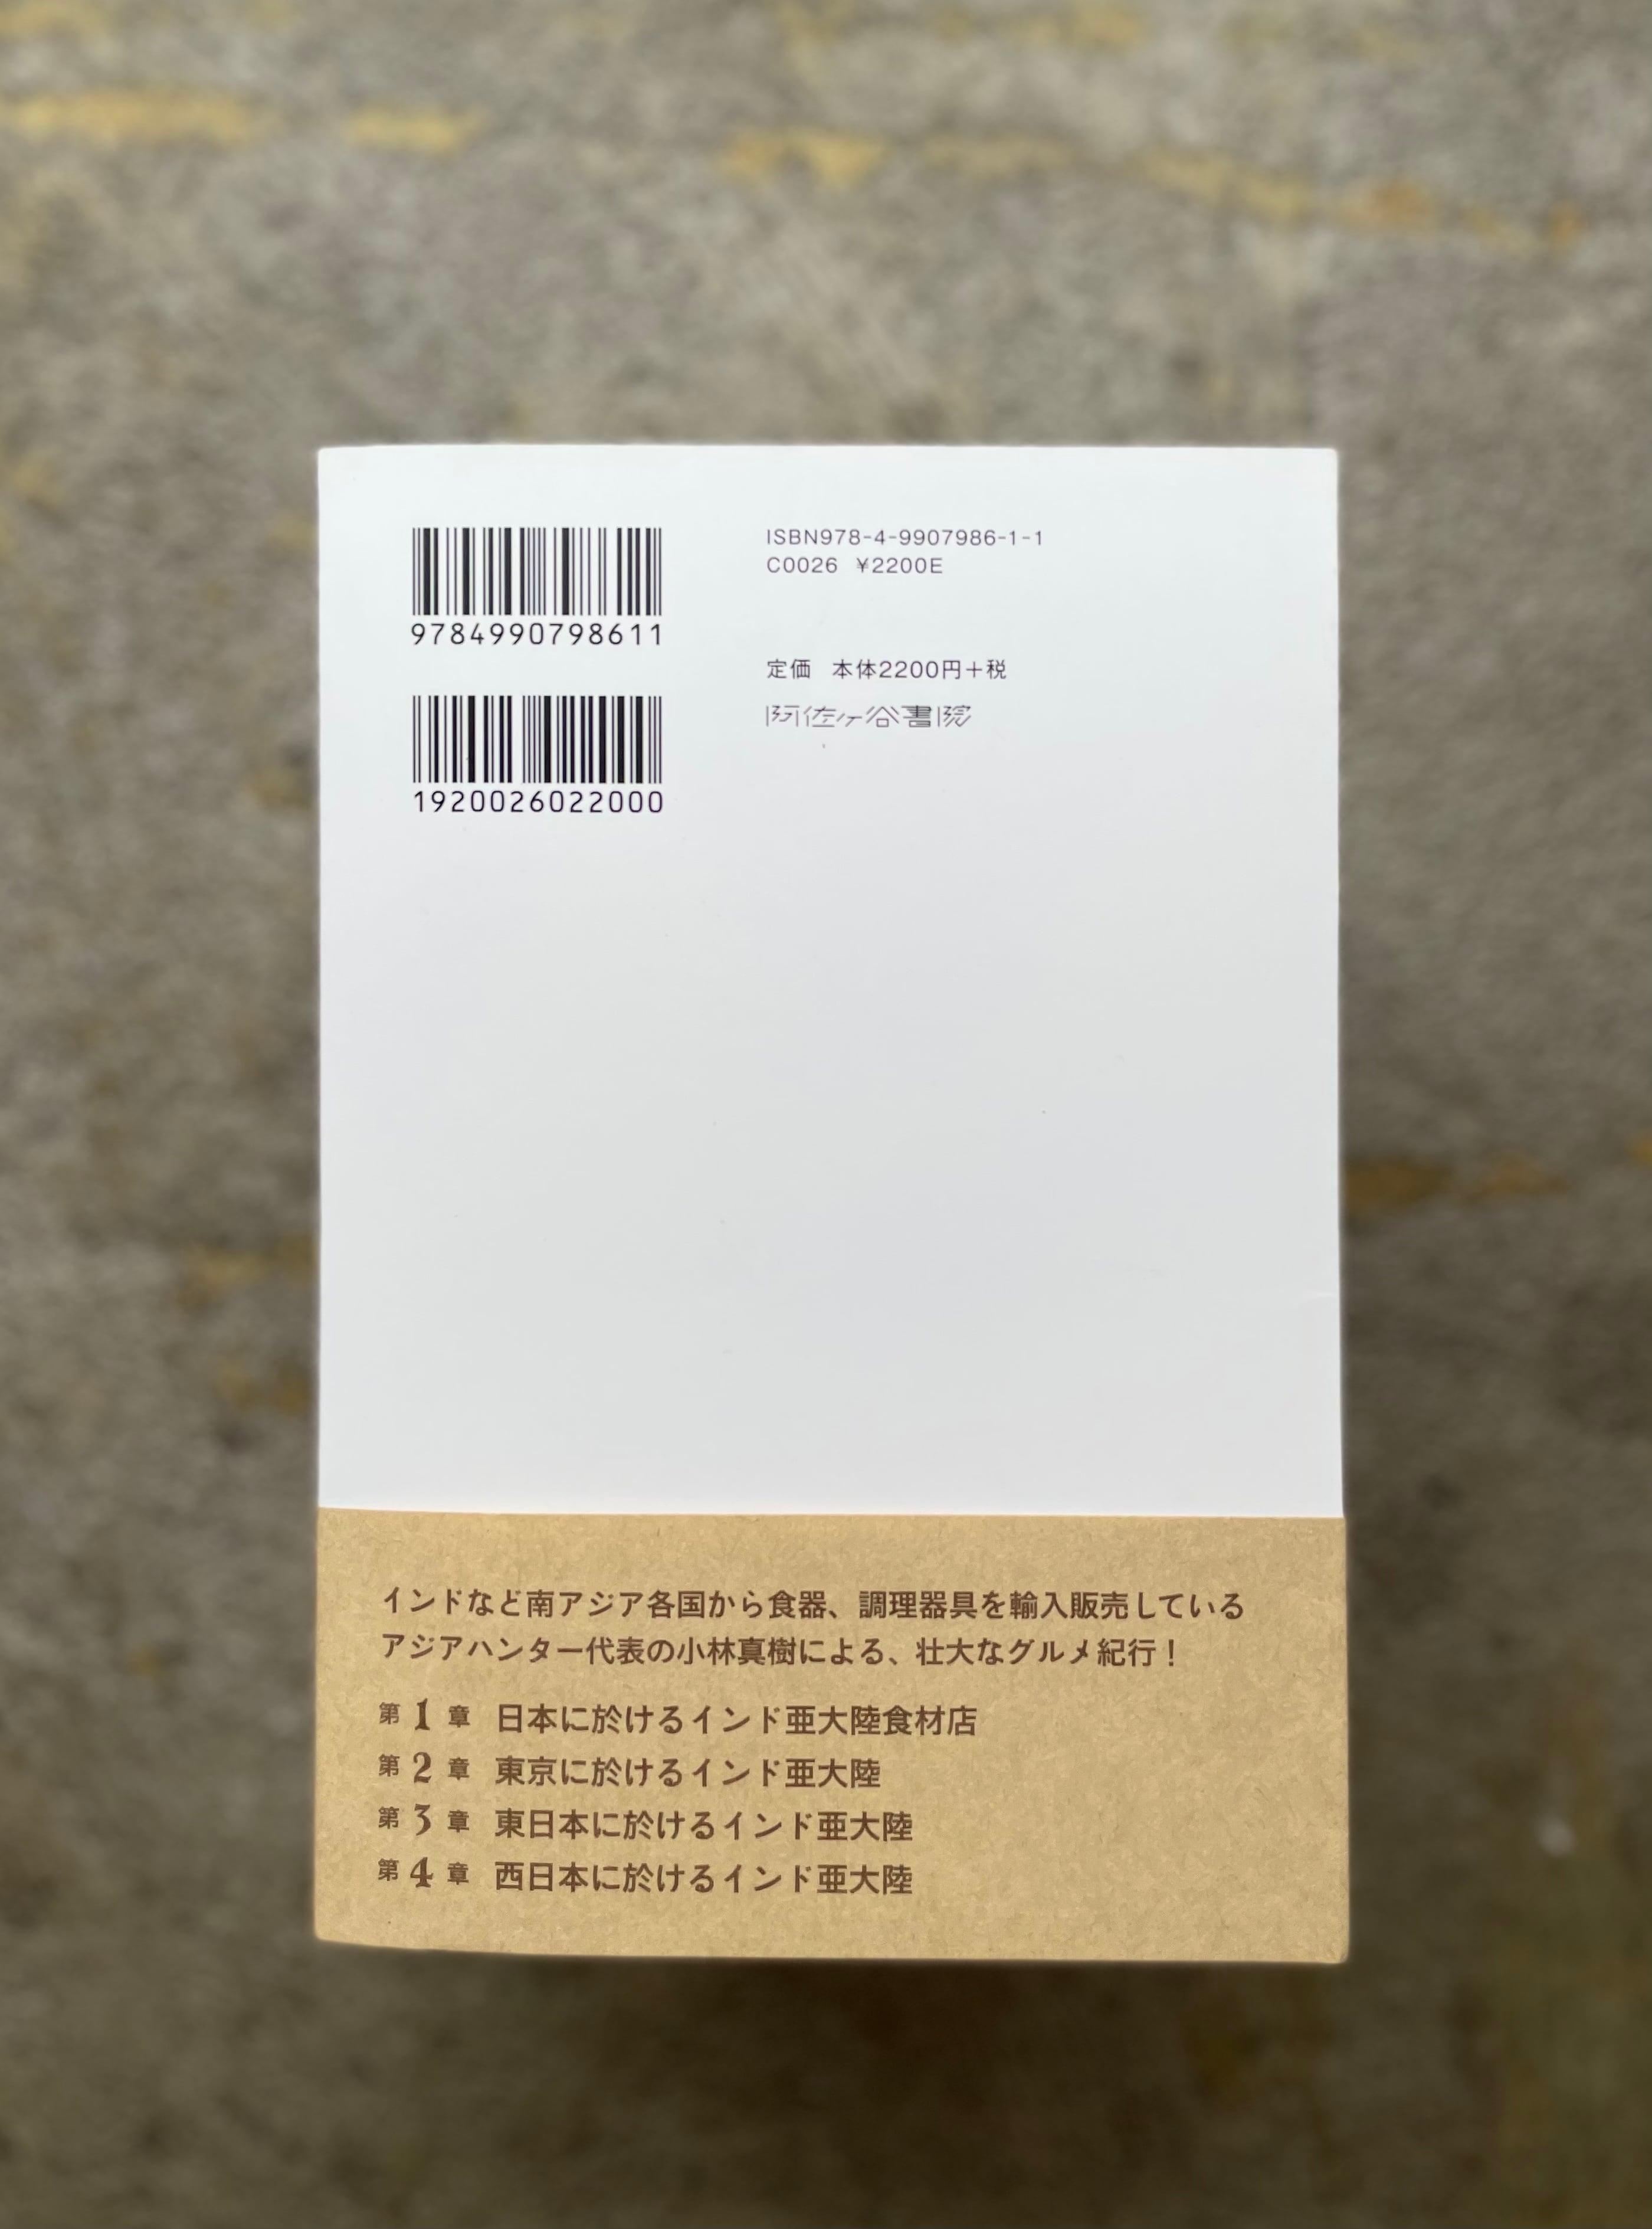 9784990798611
1920026022000
ISBN978-4-9907986-1-1
C0026 ¥2200E
定価 本体2200円+税
阿佐ヶ谷書院
インドなど南アジア各国から食器、調理器具を輸入販売している
アジアハンター代表の小林真樹による、壮大なグルメ紀行！
第1章 日本に於けるインド亜大陸食材店
第2章 東京に於けるインド亜大陸
第3章 東日本に於けるインド亜大陸
第4章 西日本に於けるインド亜大陸